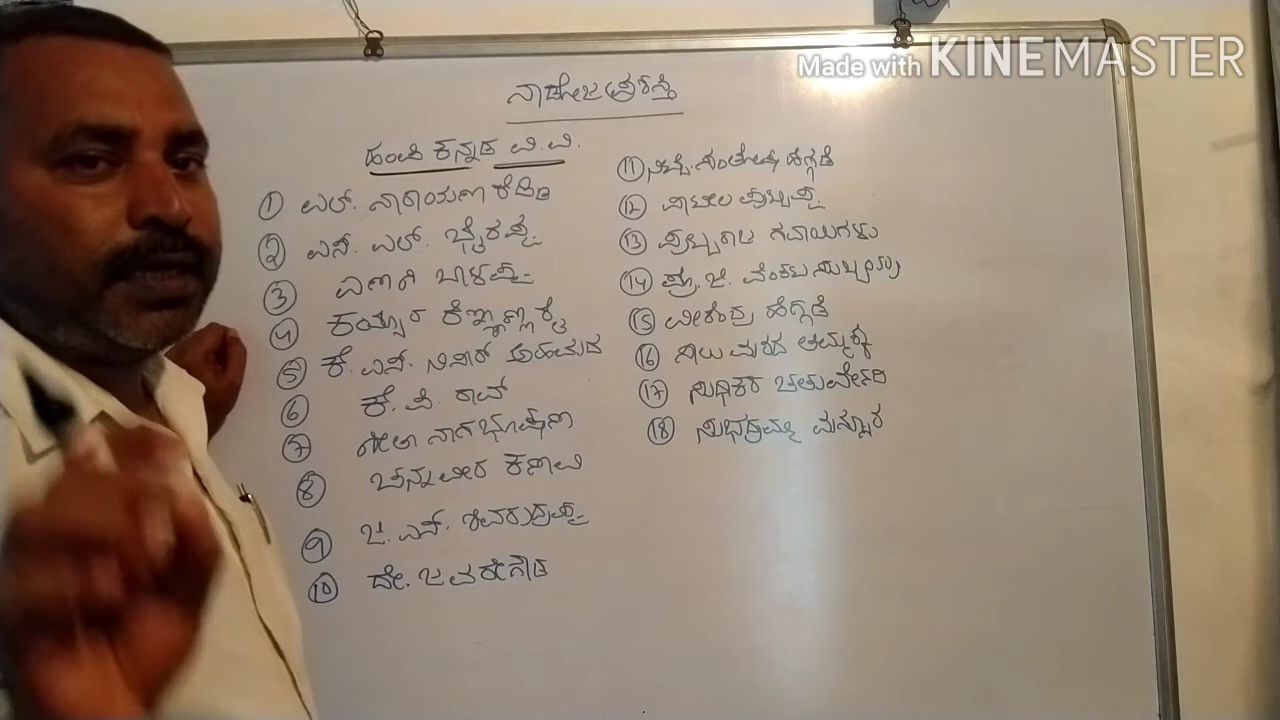 Made with KINEMASTER
ನಾಡೋಜ ಪ್ರಶಸ್ತಿ
ಹಂಪಿ ಕನ್ನಡ ವಿ.ವಿ.
① ಎಲ್. ನಾರಾಯಣ ರೆಡ್ಡಿ
② ಎಸ್. ಎಲ್. ಭೈರಪ್ಪ
③ ಏಣಗಿ ಬಾಳಪ್ಪ
④ ಕಯ್ಯಾರ ಕಿಞ್ಞಣ್ಣ ರೈ
⑤ ಕೆ. ಎಸ್. ನಿಸಾರ್ ಅಹಮದ
⑥ ಕೆ. ಪಿ. ರಾವ್
⑦ ಗೀತಾ ನಾಗಭೂಷಣ
⑧ ಚನ್ನವೀರ ಕಣವಿ
⑨ ಜಿ. ಎಸ್. ಶಿವರುದ್ರಪ್ಪ
⑩ ದೇ. ಜವರೇಗೌಡ
⑪ ಸಂತೋಷ ಹೆಗ್ಡೆ
⑫ ಪಾಟೀಲ ಪುಟ್ಟಪ್ಪ
⑬ ಪುಟ್ಟರಾಜ ಗವಾಯಿಗಳು
⑭ ಪ್ರೊ. ಜಿ. ವೆಂಕಟಸುಬ್ಬಯ್ಯ
⑮ ವೀರೇಂದ್ರ ಹೆಗ್ಗಡೆ
⑯ ಸಾಲು ಮರದ ತಿಮ್ಮಕ್ಕ
⑰ ಸುಧಾಕರ ಚತುರ್ವೇದಿ
⑱ ಸುಭದ್ರಮ್ಮ ಮನ್ಸೂರ